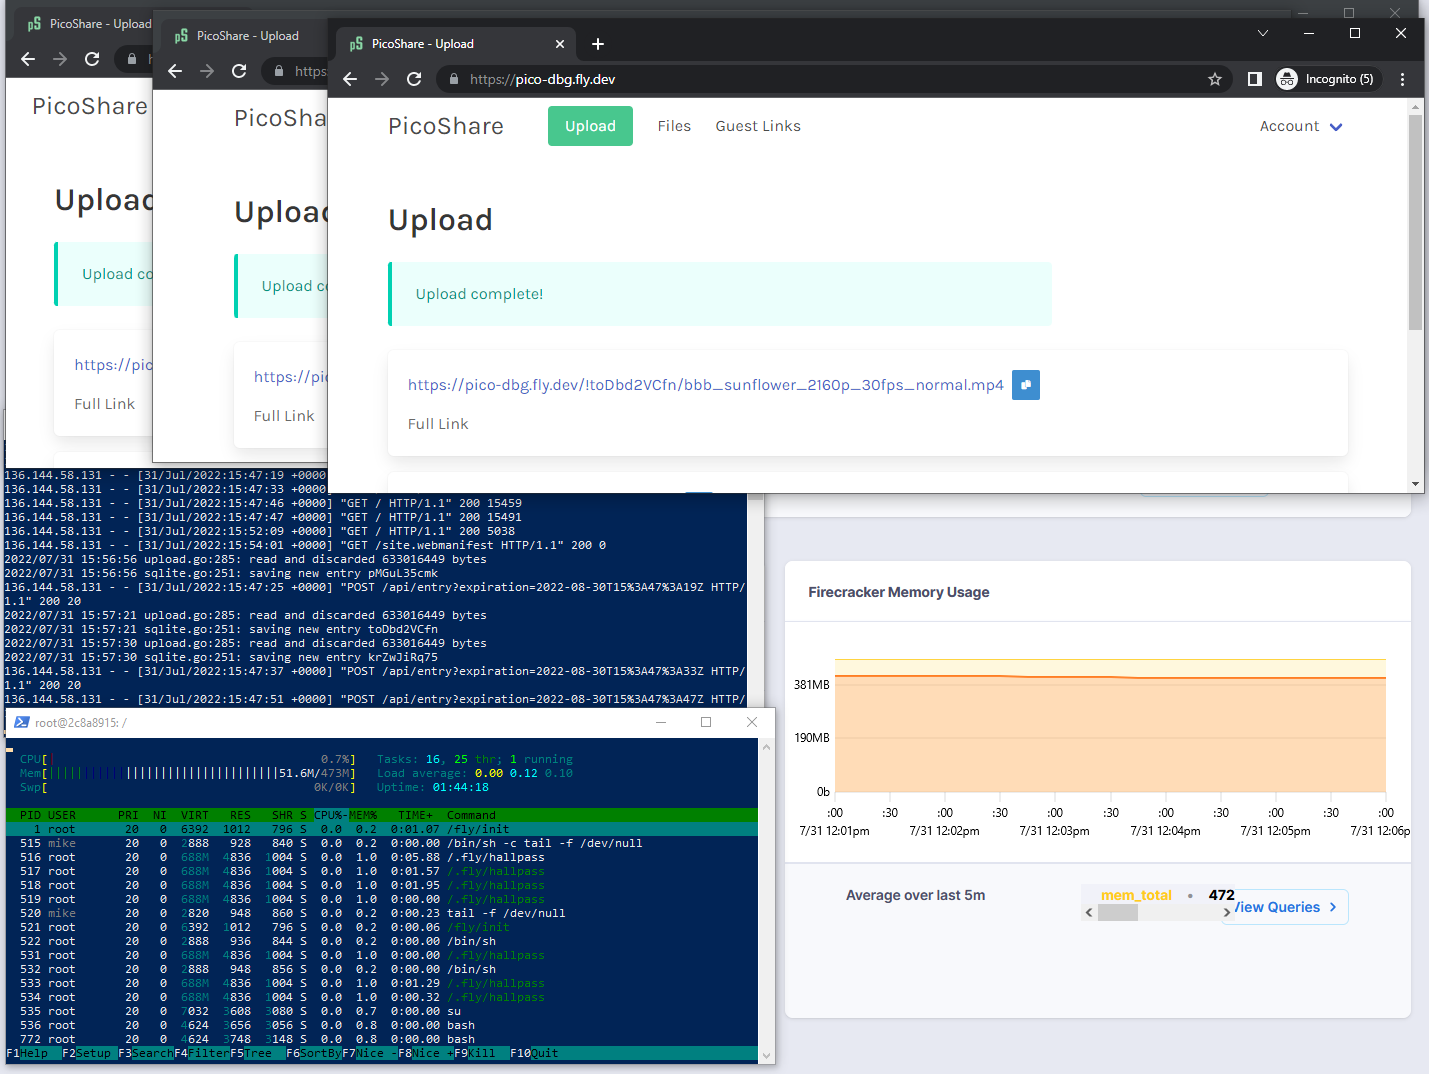 PicoShare - Upload
PicoShare
Upload
Upload co
https://pic
Full Link
PicoShare - Upload
https:
PicoSha
Upload
Upload co
https://pi
Full Link
PicoShare - Upload
https://pico-dbg.fly.dev
Incognito (5)
PicoShare
Upload
Files
Guest Links
Account
Upload
Upload complete!
https://pico-dbg.fly.dev/!toDbd2VCfn/bbb_sunflower_2160p_30fps_normal.mp4
Full Link
136.144.58.131 - - [31/Jul/2022:15:47:19 +0000
136.144.58.131 - - [31/Jul/2022:15:47:33 +0000
136.144.58.131 - - [31/Jul/2022:15:47:46 +0000] "GET / HTTP/1.1" 200 15459
136.144.58.131 - - [31/Jul/2022:15:47:47 +0000] "GET / HTTP/1.1" 200 15491
136.144.58.131 - - [31/Jul/2022:15:52:09 +0000] "GET / HTTP/1.1" 200 5038
136.144.58.131 - - [31/Jul/2022:15:54:01 +0000] "GET /site.webmanifest HTTP/1.1" 200 0
2022/07/31 15:56:56 upload.go:285: read and discarded 633016449 bytes
2022/07/31 15:56:56 sqlite.go:251: saving new entry pMGuL35cmk
136.144.58.131 - - [31/Jul/2022:15:47:25 +0000] "POST /api/entry?expiration=2022-08-30T15%3A47%3A19Z HTTP/
1.1" 200 20
2022/07/31 15:57:21 upload.go:285: read and discarded 633016449 bytes
2022/07/31 15:57:21 sqlite.go:251: saving new entry toDbd2VCfn
2022/07/31 15:57:30 upload.go:285: read and discarded 633016449 bytes
2022/07/31 15:57:30 sqlite.go:251: saving new entry krZwJiRq75
136.144.58.131 - - [31/Jul/2022:15:47:37 +0000] "POST /api/entry?expiration=2022-08-30T15%3A47%3A33Z HTTP/
1.1" 200 20
136.144.58.131 - - [31/Jul/2022:15:47:51 +0000] "POST /api/entry?expiration=2022-08-30T15%3A47%3A47Z HTTP/
root@2c8a8915: /
CPU[ 0.7%] Tasks: 16, 25 thr; 1 running
Mem[||||||||||||||||||||||||||||||||51.6M/473M] Load average: 0.00 0.12 0.10
Swp[ 0K/0K] Uptime: 01:44:18
PID USER PRI NI VIRT RES SHR S CPU%-MEM% TIME+ Command
1 root 20 0 6392 1012 796 S 0.0 0.2 0:01.07 /fly/init
515 mike 20 0 2888 928 840 S 0.0 0.2 0:00.00 /bin/sh -c tail -f /dev/null
516 root 20 0 688M 4836 1004 S 0.0 1.0 0:05.88 /.fly/hallpass
517 root 20 0 688M 4836 1004 S 0.0 1.0 0:01.57 /.fly/hallpass
518 root 20 0 688M 4836 1004 S 0.0 1.0 0:01.95 /.fly/hallpass
519 root 20 0 688M 4836 1004 S 0.0 1.0 0:00.00 /.fly/hallpass
520 mike 20 0 2820 948 860 S 0.0 0.2 0:00.23 tail -f /dev/null
521 root 20 0 6392 1012 796 S 0.0 0.2 0:00.06 /fly/init
522 root 20 0 2888 936 844 S 0.0 0.2 0:00.00 /bin/sh
531 root 20 0 688M 4836 1004 S 0.0 1.0 0:00.00 /.fly/hallpass
532 root 20 0 2888 948 856 S 0.0 0.2 0:00.00 /bin/sh
533 root 20 0 688M 4836 1004 S 0.0 1.0 0:01.29 /.fly/hallpass
534 root 20 0 688M 4836 1004 S 0.0 1.0 0:00.32 /.fly/hallpass
535 root 20 0 7032 3608 3080 S 0.0 0.7 0:00.00 su
536 root 20 0 4624 3656 3056 S 0.0 0.8 0:00.00 bash
772 root 20 0 4624 3748 3148 S 0.0 0.8 0:00.00 bash
F1Help F2Setup F3SearchF4FilterF5Tree F6SortByF7Nice -F8Nice +F9Kill F10Quit
Firecracker Memory Usage
381MB
190MB
0b
:00 :30 :00 :30 :00 :30 :00 :30 :00 :30 :00
7/31 12:01pm 7/31 12:02pm 7/31 12:03pm 7/31 12:04pm 7/31 12:05pm 7/31 12:06p
Average over last 5m
mem_total • 472
View Queries